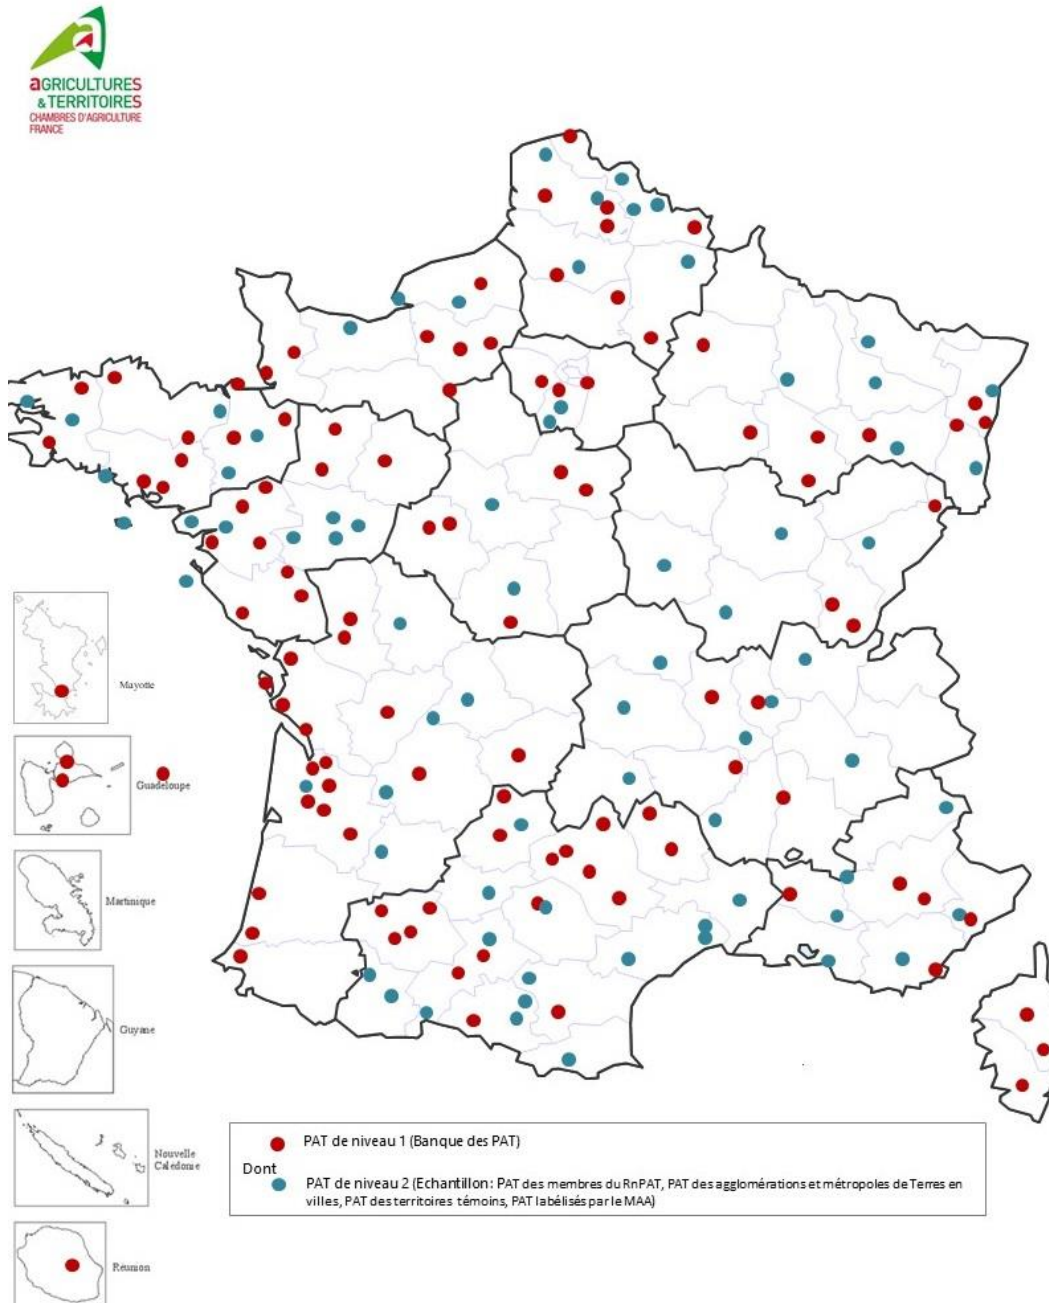 a
aGRICULTURES
& TERRITOIRES
CHAMBRES D'AGRICULTURE
FRANCE
Mayotte
Guadeloupe
Martinique
Guyane
Nouvelle
Calédonie
Réunion
PAT de niveau 1 (Banque des PAT)
Dont
PAT de niveau 2 (Echantillon: PAT des membres du RnPAT, PAT des agglomérations et métropoles de Terres en
villes, PAT des territoires témoins, PAT labélisés par le MAA)